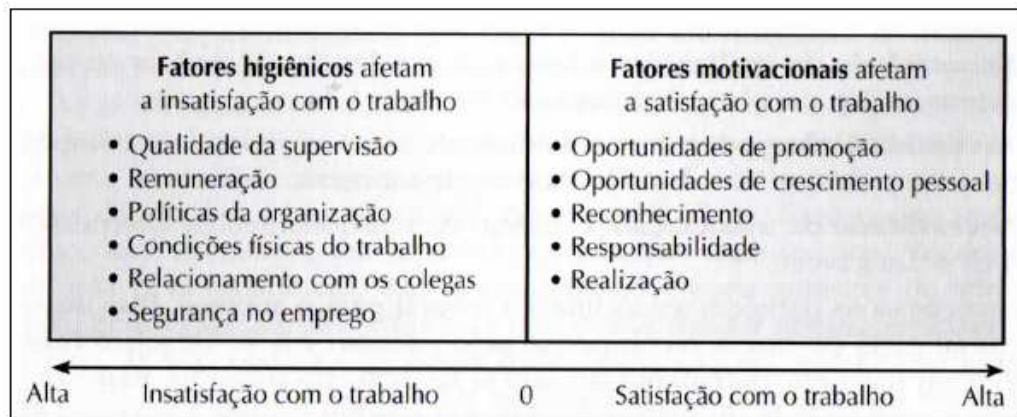 Fatores higiênicos afetam
a insatisfação com o trabalho
• Qualidade da supervisão
• Remuneração
• Políticas da organização
• Condições físicas do trabalho
• Relacionamento com os colegas
• Segurança no emprego
Fatores motivacionais afetam
a satisfação com o trabalho
• Oportunidades de promoção
• Oportunidades de crescimento pessoal
• Reconhecimento
• Responsabilidade
• Realização
Alta Insatisfação com o trabalho 0 Satisfação com o trabalho Alta